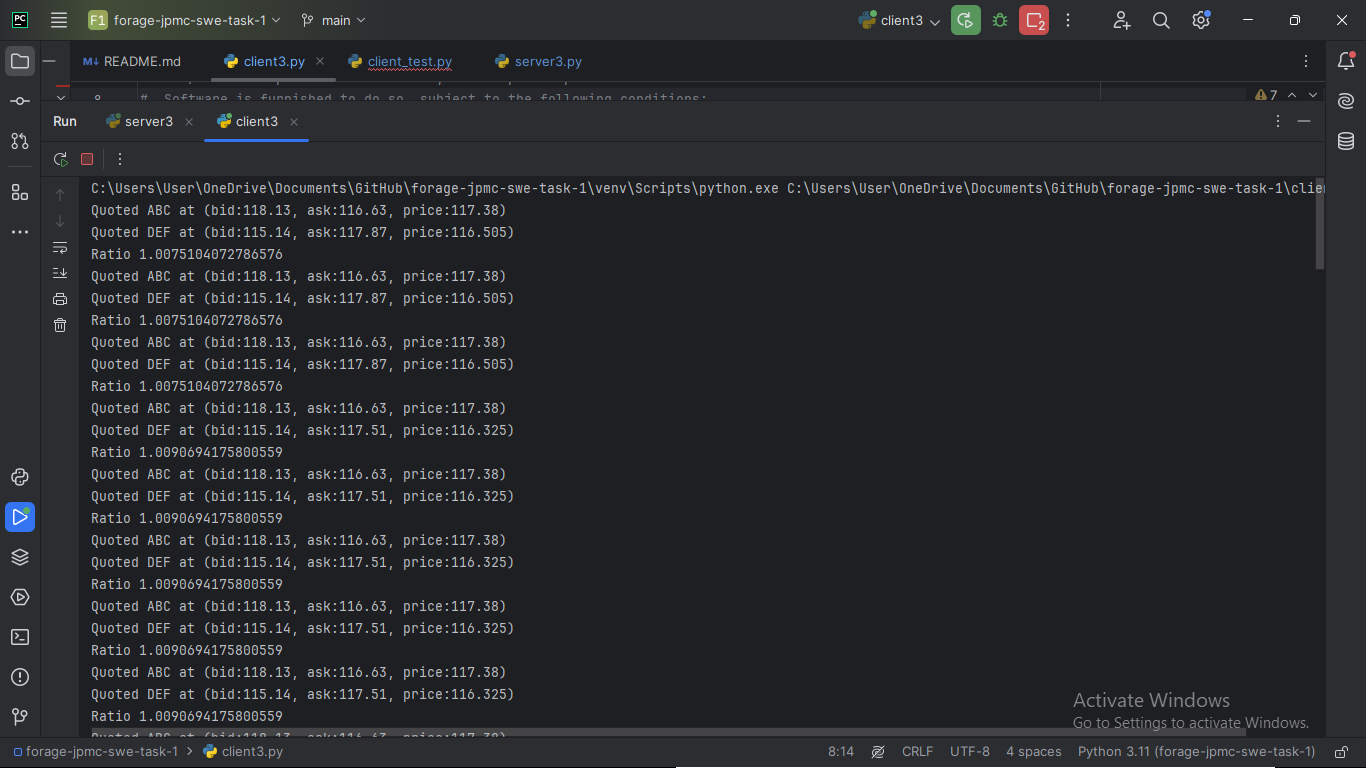 PC
F1 forage-jpmc-swe-task-1 main client3 2
M↓ README.md client3.py client_test.py server3.py
8 # Software is furnished to do so, subject to the following conditions: 7
Run server3 client3
C:\Users\User\OneDrive\Documents\GitHub\forage-jpmc-swe-task-1\venv\Scripts\python.exe C:\Users\User\OneDrive\Documents\GitHub\forage-jpmc-swe-task-1\clie
Quoted ABC at (bid:118.13, ask:116.63, price:117.38)
Quoted DEF at (bid:115.14, ask:117.87, price:116.505)
Ratio 1.0075104072786576
Quoted ABC at (bid:118.13, ask:116.63, price:117.38)
Quoted DEF at (bid:115.14, ask:117.87, price:116.505)
Ratio 1.0075104072786576
Quoted ABC at (bid:118.13, ask:116.63, price:117.38)
Quoted DEF at (bid:115.14, ask:117.87, price:116.505)
Ratio 1.0075104072786576
Quoted ABC at (bid:118.13, ask:116.63, price:117.38)
Quoted DEF at (bid:115.14, ask:117.51, price:116.325)
Ratio 1.0090694175800559
Quoted ABC at (bid:118.13, ask:116.63, price:117.38)
Quoted DEF at (bid:115.14, ask:117.51, price:116.325)
Ratio 1.0090694175800559
Quoted ABC at (bid:118.13, ask:116.63, price:117.38)
Quoted DEF at (bid:115.14, ask:117.51, price:116.325)
Ratio 1.0090694175800559
Quoted ABC at (bid:118.13, ask:116.63, price:117.38)
Quoted DEF at (bid:115.14, ask:117.51, price:116.325)
Ratio 1.0090694175800559
Quoted ABC at (bid:118.13, ask:116.63, price:117.38)
Quoted DEF at (bid:115.14, ask:117.51, price:116.325)
Ratio 1.0090694175800559
Quoted ABC at (bid:118.13, ask:116.63, price:117.38)
Activate Windows
Go to Settings to activate Windows.
forage-jpmc-swe-task-1 > client3.py 8:14 CRLF UTF-8 4 spaces Python 3.11 (forage-jpmc-swe-task-1)